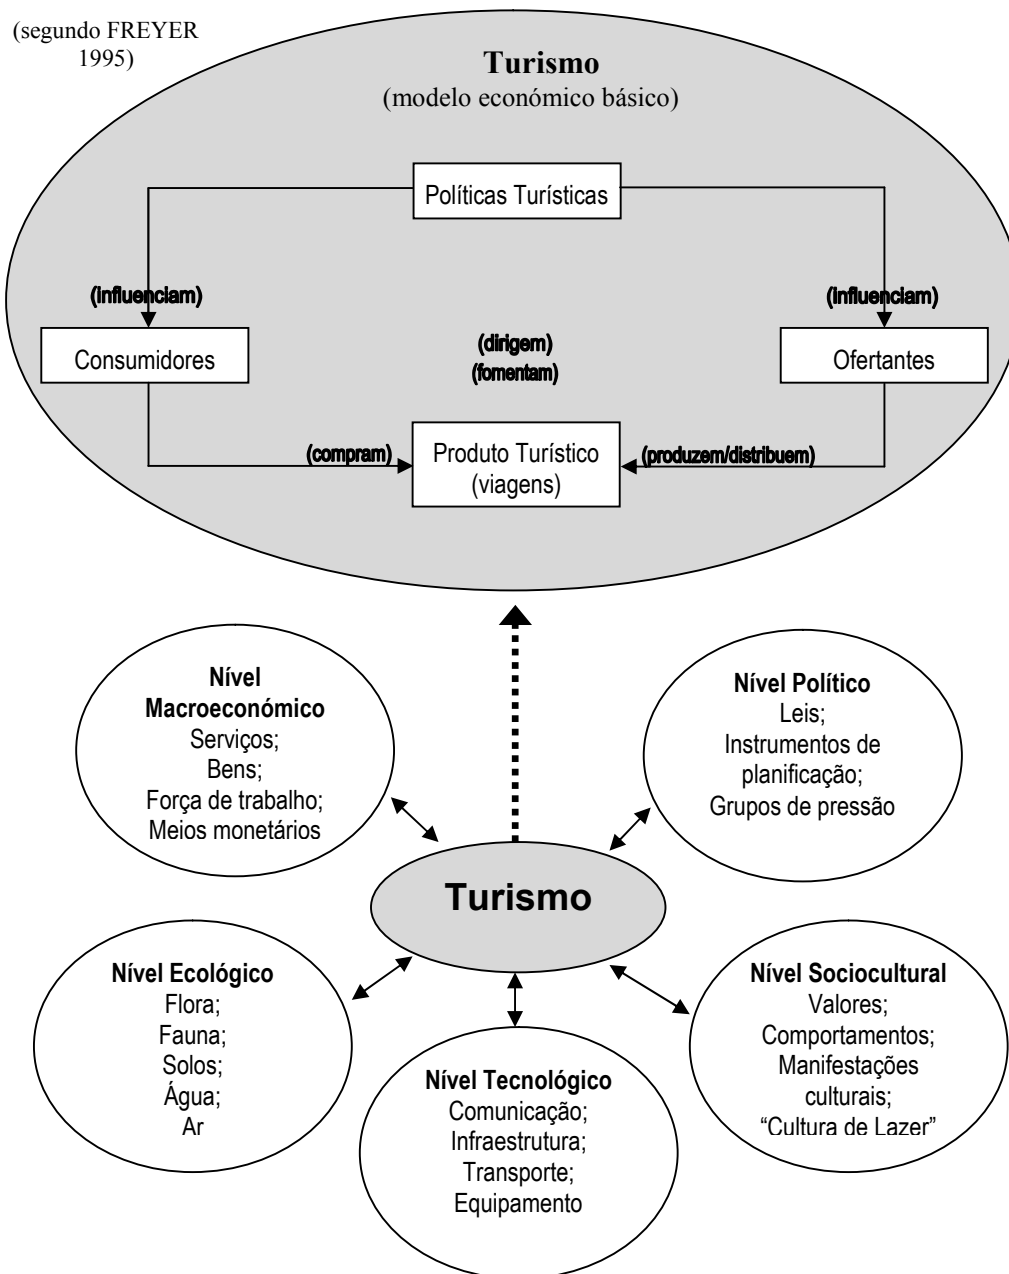 (segundo FREYER
1995)
Turismo
(modelo económico básico)
Políticas Turísticas
(influenciam)
(influenciam)
Consumidores
(dirigem)
(fomentam)
Ofertantes
(compram)
Produto Turístico
(viagens)
(produzem/distribuem)
Nível
Macroeconómico
Serviços;
Bens;
Força de trabalho;
Meios monetários
Nível Político
Leis;
Instrumentos de
planificação;
Grupos de pressão
Turismo
Nível Ecológico
Flora;
Fauna;
Solos;
Água;
Ar
Nível Tecnológico
Comunicação;
Infraestrutura;
Transporte;
Equipamento
Nível Sociocultural
Valores;
Comportamentos;
Manifestações
culturais;
“Cultura de Lazer”